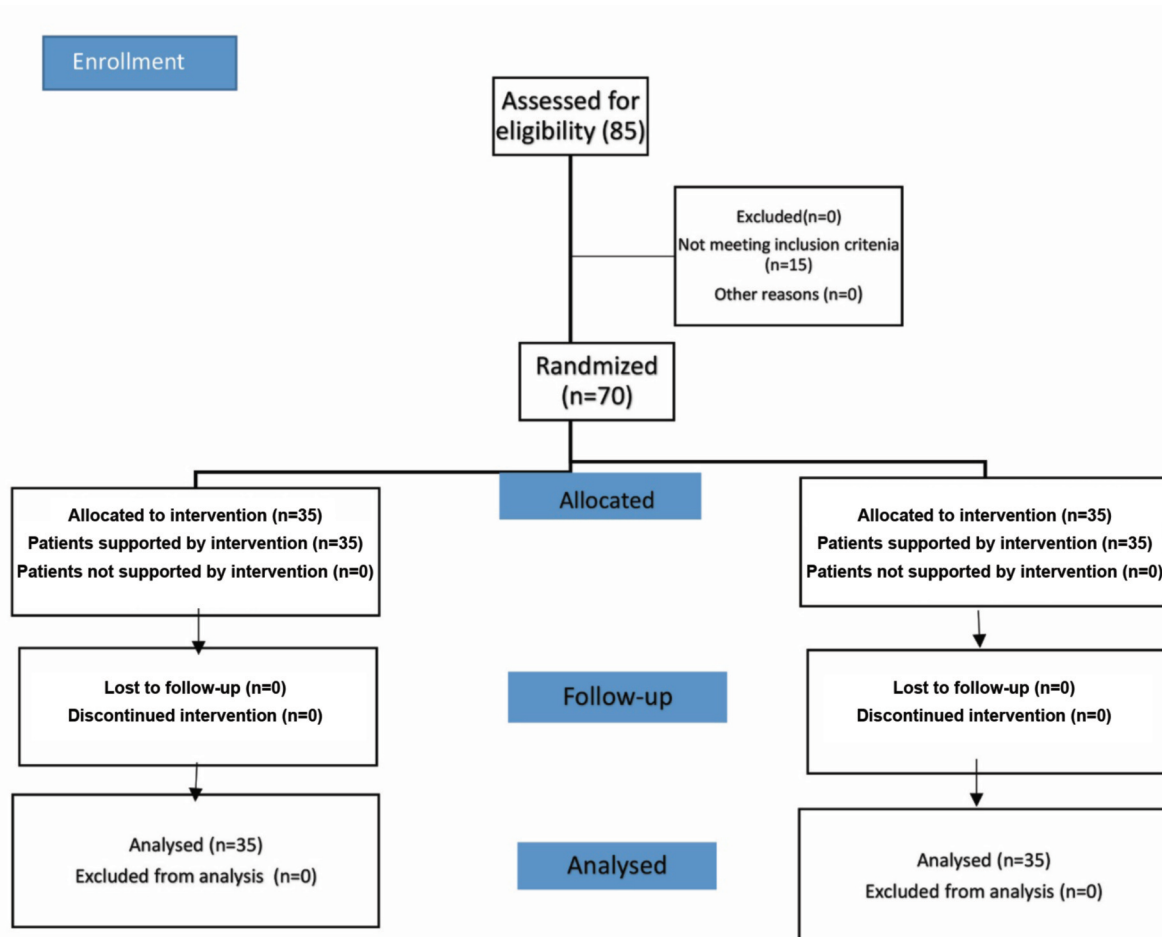 Enrollment
Assessed for
eligibility (85)
Excluded(n=0)
Not meeting inclusion critenia
(n=15)
Other reasons (n=0)
Randmized
(n=70)
Allocated
Allocated to intervention (n=35)
Patients supported by intervention (n=35)
Patients not supported by intervention (n=0)
Allocated to intervention (n=35)
Patients supported by intervention (n=35)
Patients not supported by intervention (n=0)
Follow-up
Lost to follow-up (n=0)
Discontinued intervention (n=0)
Lost to follow-up (n=0)
Discontinued intervention (n=0)
Analysed
Analysed (n=35)
Excluded from analysis (n=0)
Analysed (n=35)
Excluded from analysis (n=0)